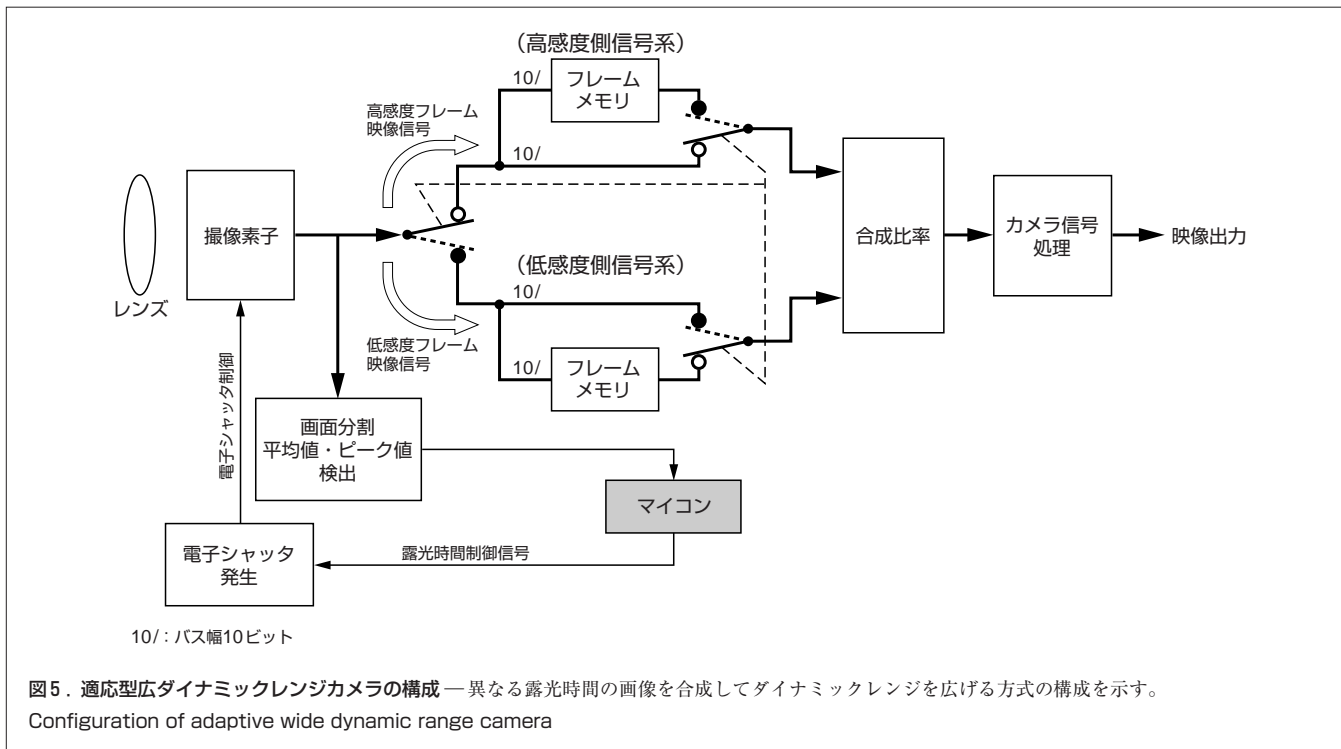 （高感度側信号系）
10/
フレーム
メモリ
高感度フレーム
映像信号
10/
撮像素子
レンズ
合成比率
カメラ信号
処理
映像出力
（低感度側信号系）
10/
低感度フレーム
映像信号
10/
フレーム
メモリ
電子シャッタ制御
画面分割
平均値・ピーク値
検出
マイコン
電子シャッタ
発生
露光時間制御信号
10/：バス幅10ビット
図5．適応型広ダイナミックレンジカメラの構成 — 異なる露光時間の画像を合成してダイナミックレンジを広げる方式の構成を示す。
Configuration of adaptive wide dynamic range camera